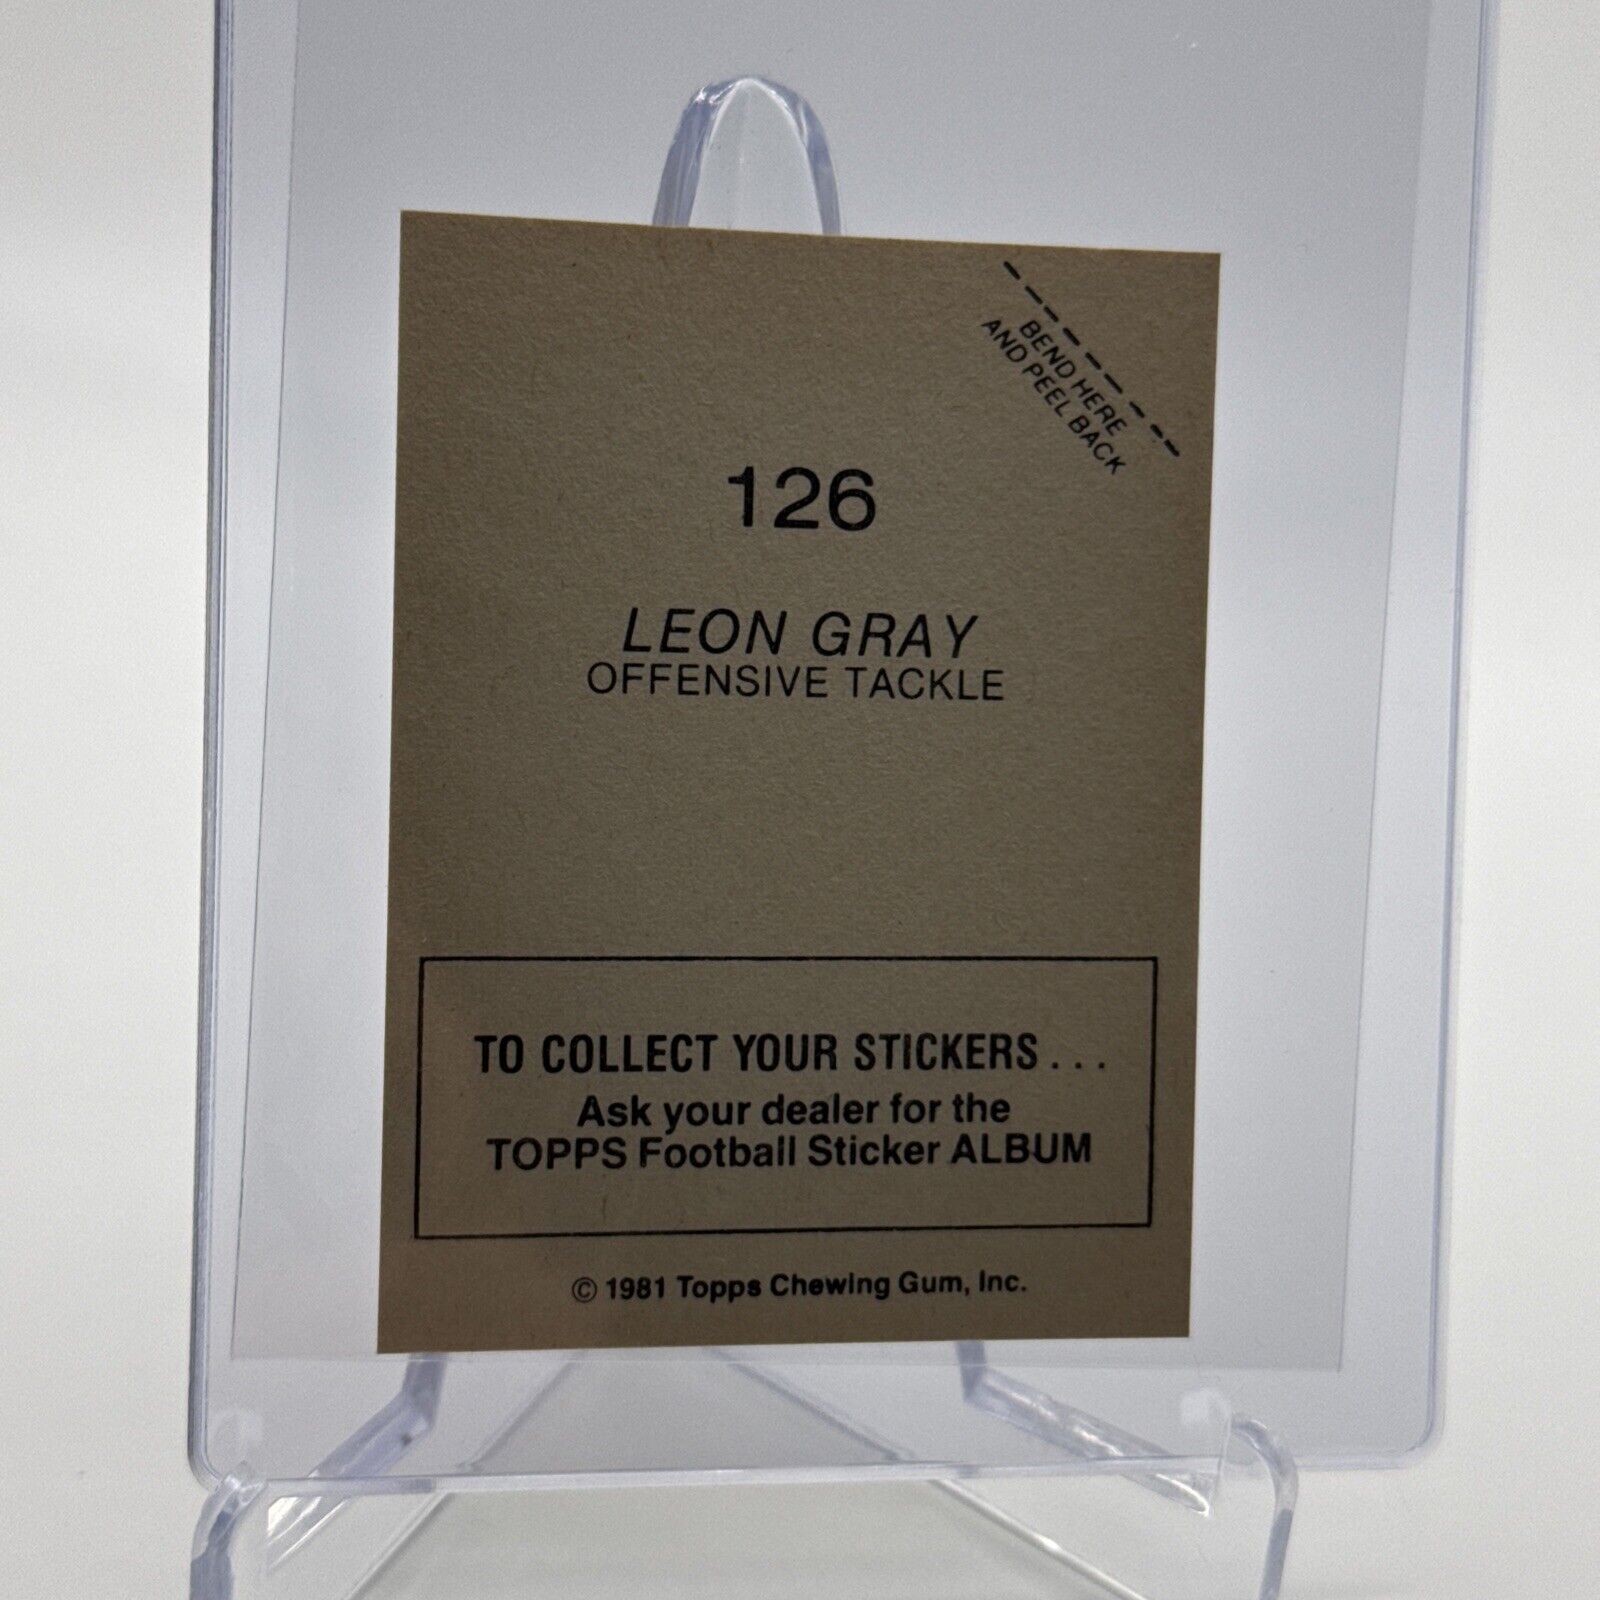 BEND HERE
AND PEEL BACK
126
LEON GRAY
OFFENSIVE TACKLE
TO COLLECT YOUR STICKERS...
Ask your dealer for the
TOPPS Football Sticker ALBUM
© 1981 Topps Chewing Gum, Inc.